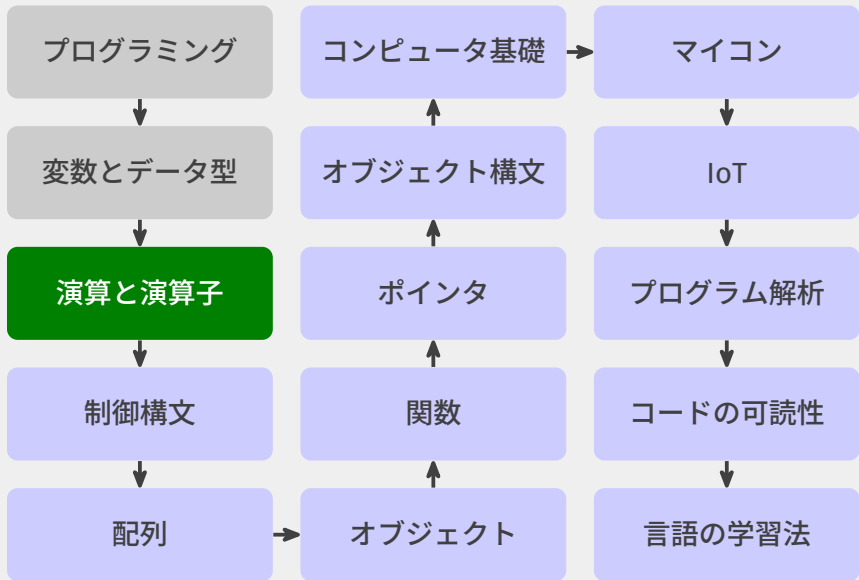 プログラミング
変数とデータ型
演算と演算子
制御構文
配列
オブジェクト
関数
ポインタ
オブジェクト構文
コンピュータ基礎
マイコン
IoT
プログラム解析
コードの可読性
言語の学習法